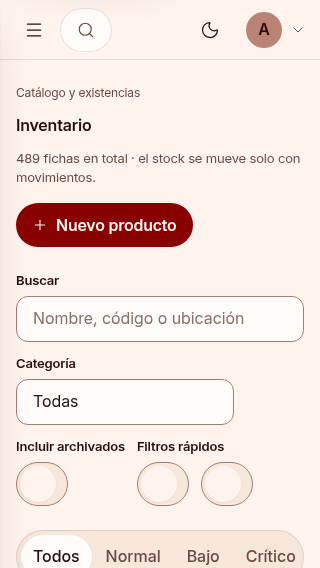 A
Catálogo y existencias
Inventario
489 fichas en total · el stock se mueve solo con
movimientos.
Nuevo producto
Buscar
Nombre, código o ubicación
Categoría
Todas
Incluir archivados Filtros rápidos
Todos Normal Bajo Crítico